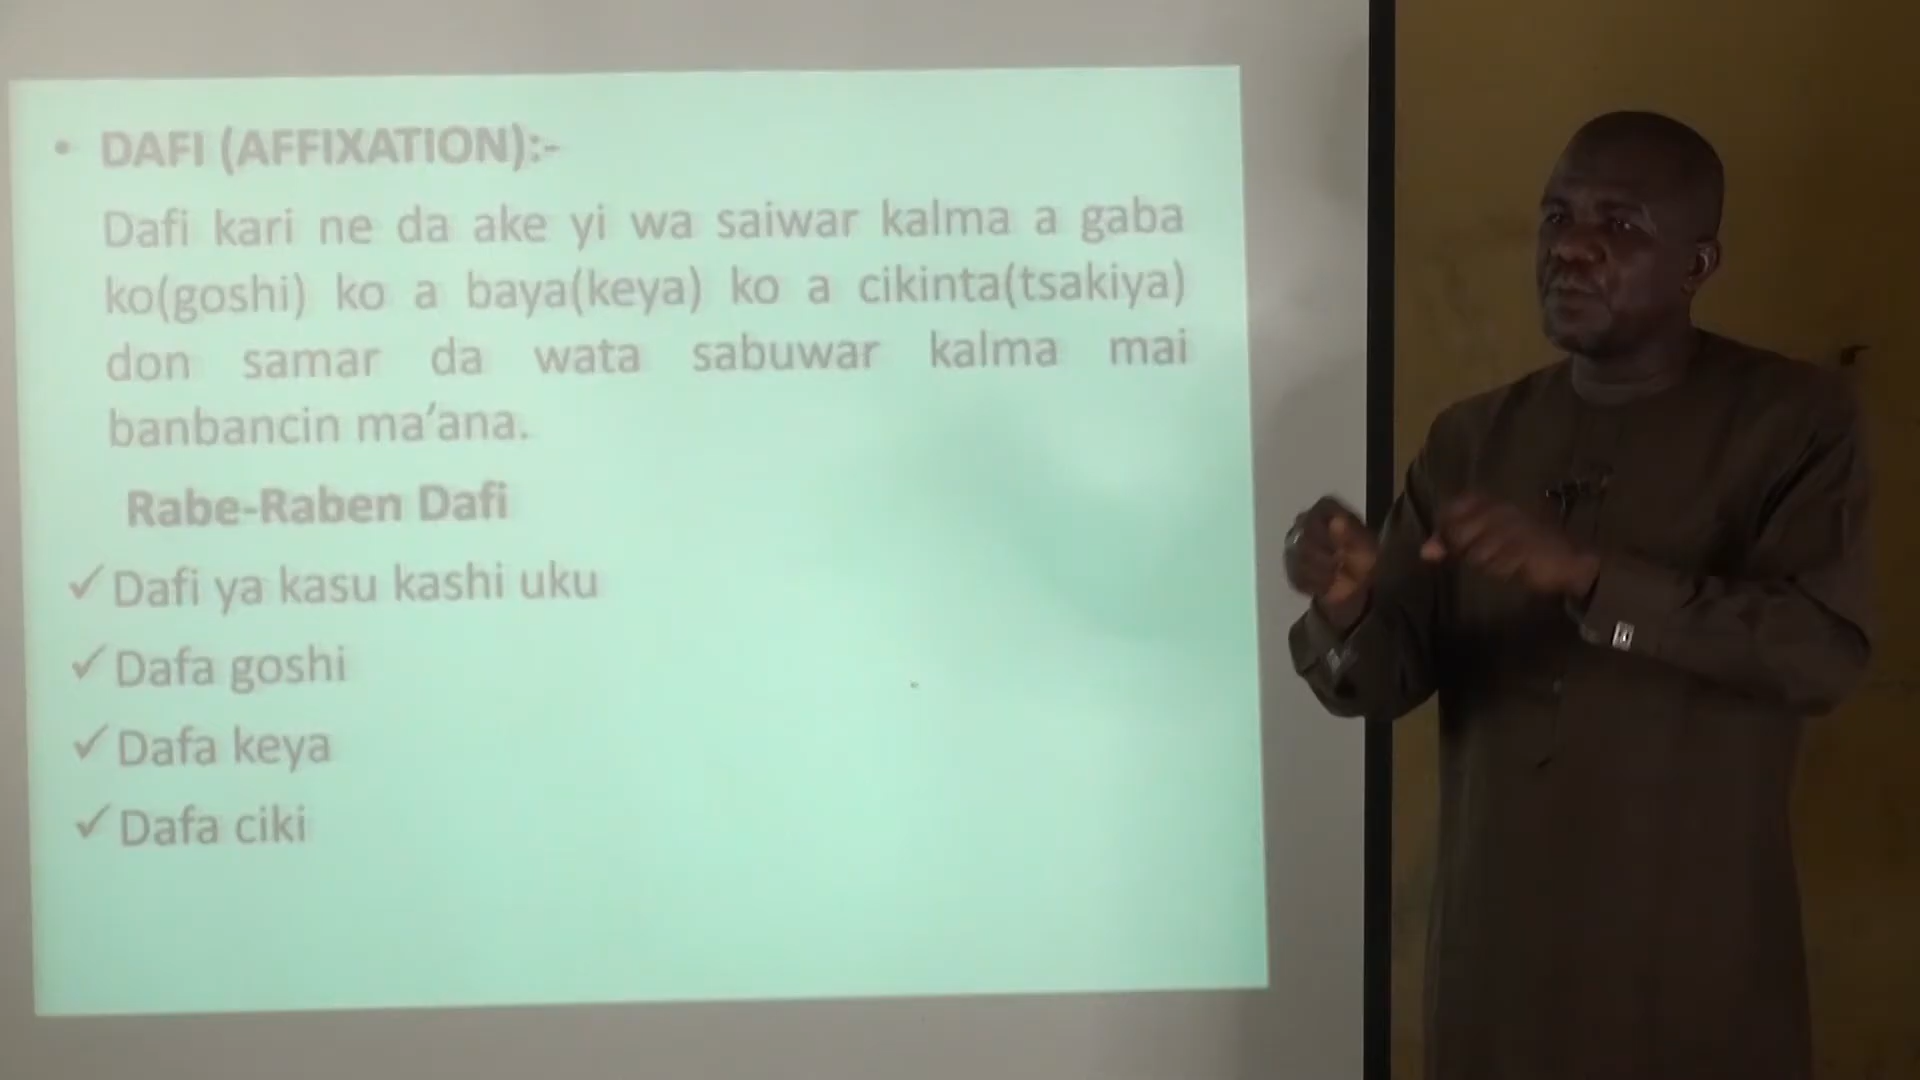 • DAFI (AFFIXATION):-
Dafi kari ne da ake yi wa saiwar kalma a gaba
ko(goshi) ko a baya(keya) ko a cikinta(tsakiya)
don samar da wata sabuwar kalma mai
banbancin ma’ana.
Rabe-Raben Dafi
✓ Dafi ya kasu kashi uku
✓ Dafa goshi
✓ Dafa keya
✓ Dafa ciki